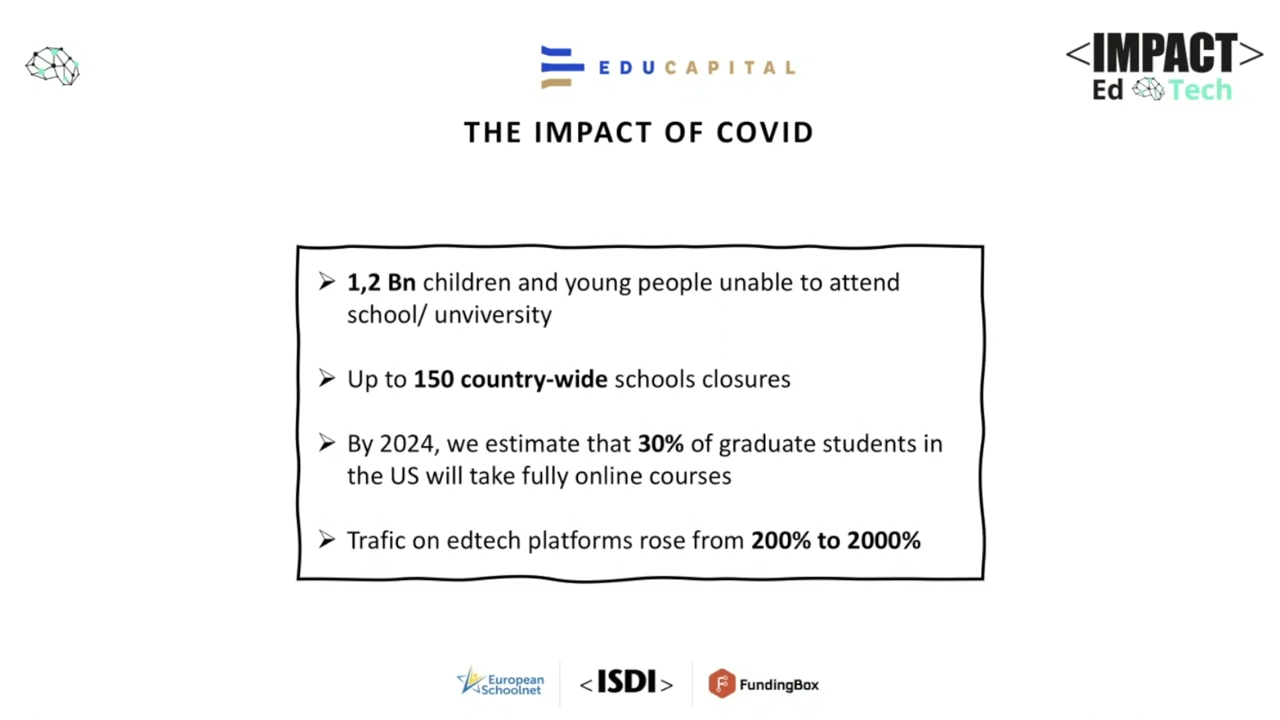 EDUCAPITAL
<IMPACT>
Ed Tech
THE IMPACT OF COVID
➢ 1,2 Bn children and young people unable to attend
school/ unviversity
➢ Up to 150 country-wide schools closures
➢ By 2024, we estimate that 30% of graduate students in
the US will take fully online courses
➢ Trafic on edtech platforms rose from 200% to 2000%
European
Schoolnet
<ISDI>
FundingBox